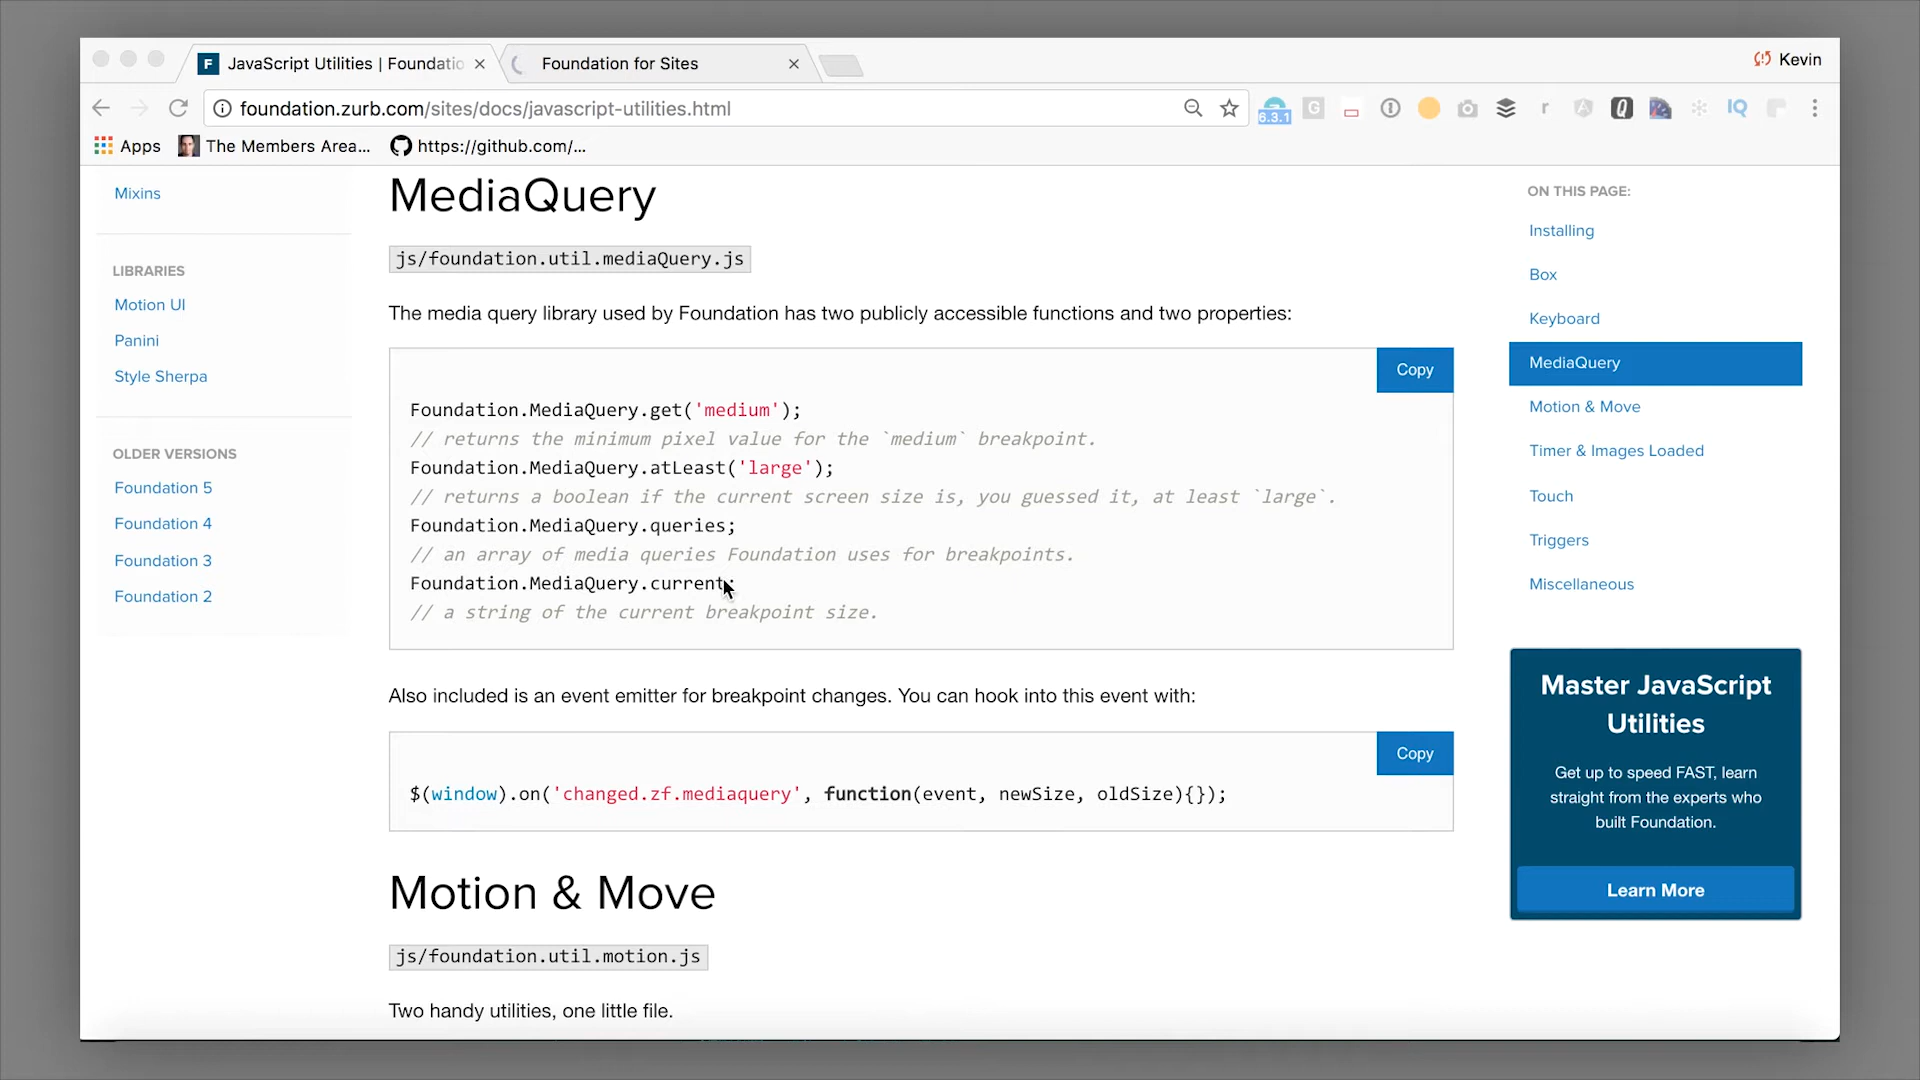 JavaScript Utilities | Foundatio
Foundation for Sites
Kevin
foundation.zurb.com/sites/docs/javascript-utilities.html
6.3.1
G
r
Q
IQ
Apps
The Members Area...
https://github.com/...
Mixins
LIBRARIES
Motion UI
Panini
Style Sherpa
OLDER VERSIONS
Foundation 5
Foundation 4
Foundation 3
Foundation 2
MediaQuery
js/foundation.util.mediaQuery.js
The media query library used by Foundation has two publicly accessible functions and two properties:
Copy
Foundation.MediaQuery.get('medium');
// returns the minimum pixel value for the `medium` breakpoint.
Foundation.MediaQuery.atLeast('large');
// returns a boolean if the current screen size is, you guessed it, at least `large`.
Foundation.MediaQuery.queries;
// an array of media queries Foundation uses for breakpoints.
Foundation.MediaQuery.current;
// a string of the current breakpoint size.
Also included is an event emitter for breakpoint changes. You can hook into this event with:
Copy
$(window).on('changed.zf.mediaquery', function(event, newSize, oldSize){});
Motion & Move
js/foundation.util.motion.js
Two handy utilities, one little file.
ON THIS PAGE:
Installing
Box
Keyboard
MediaQuery
Motion & Move
Timer & Images Loaded
Touch
Triggers
Miscellaneous
Master JavaScript
Utilities
Get up to speed FAST, learn
straight from the experts who
built Foundation.
Learn More